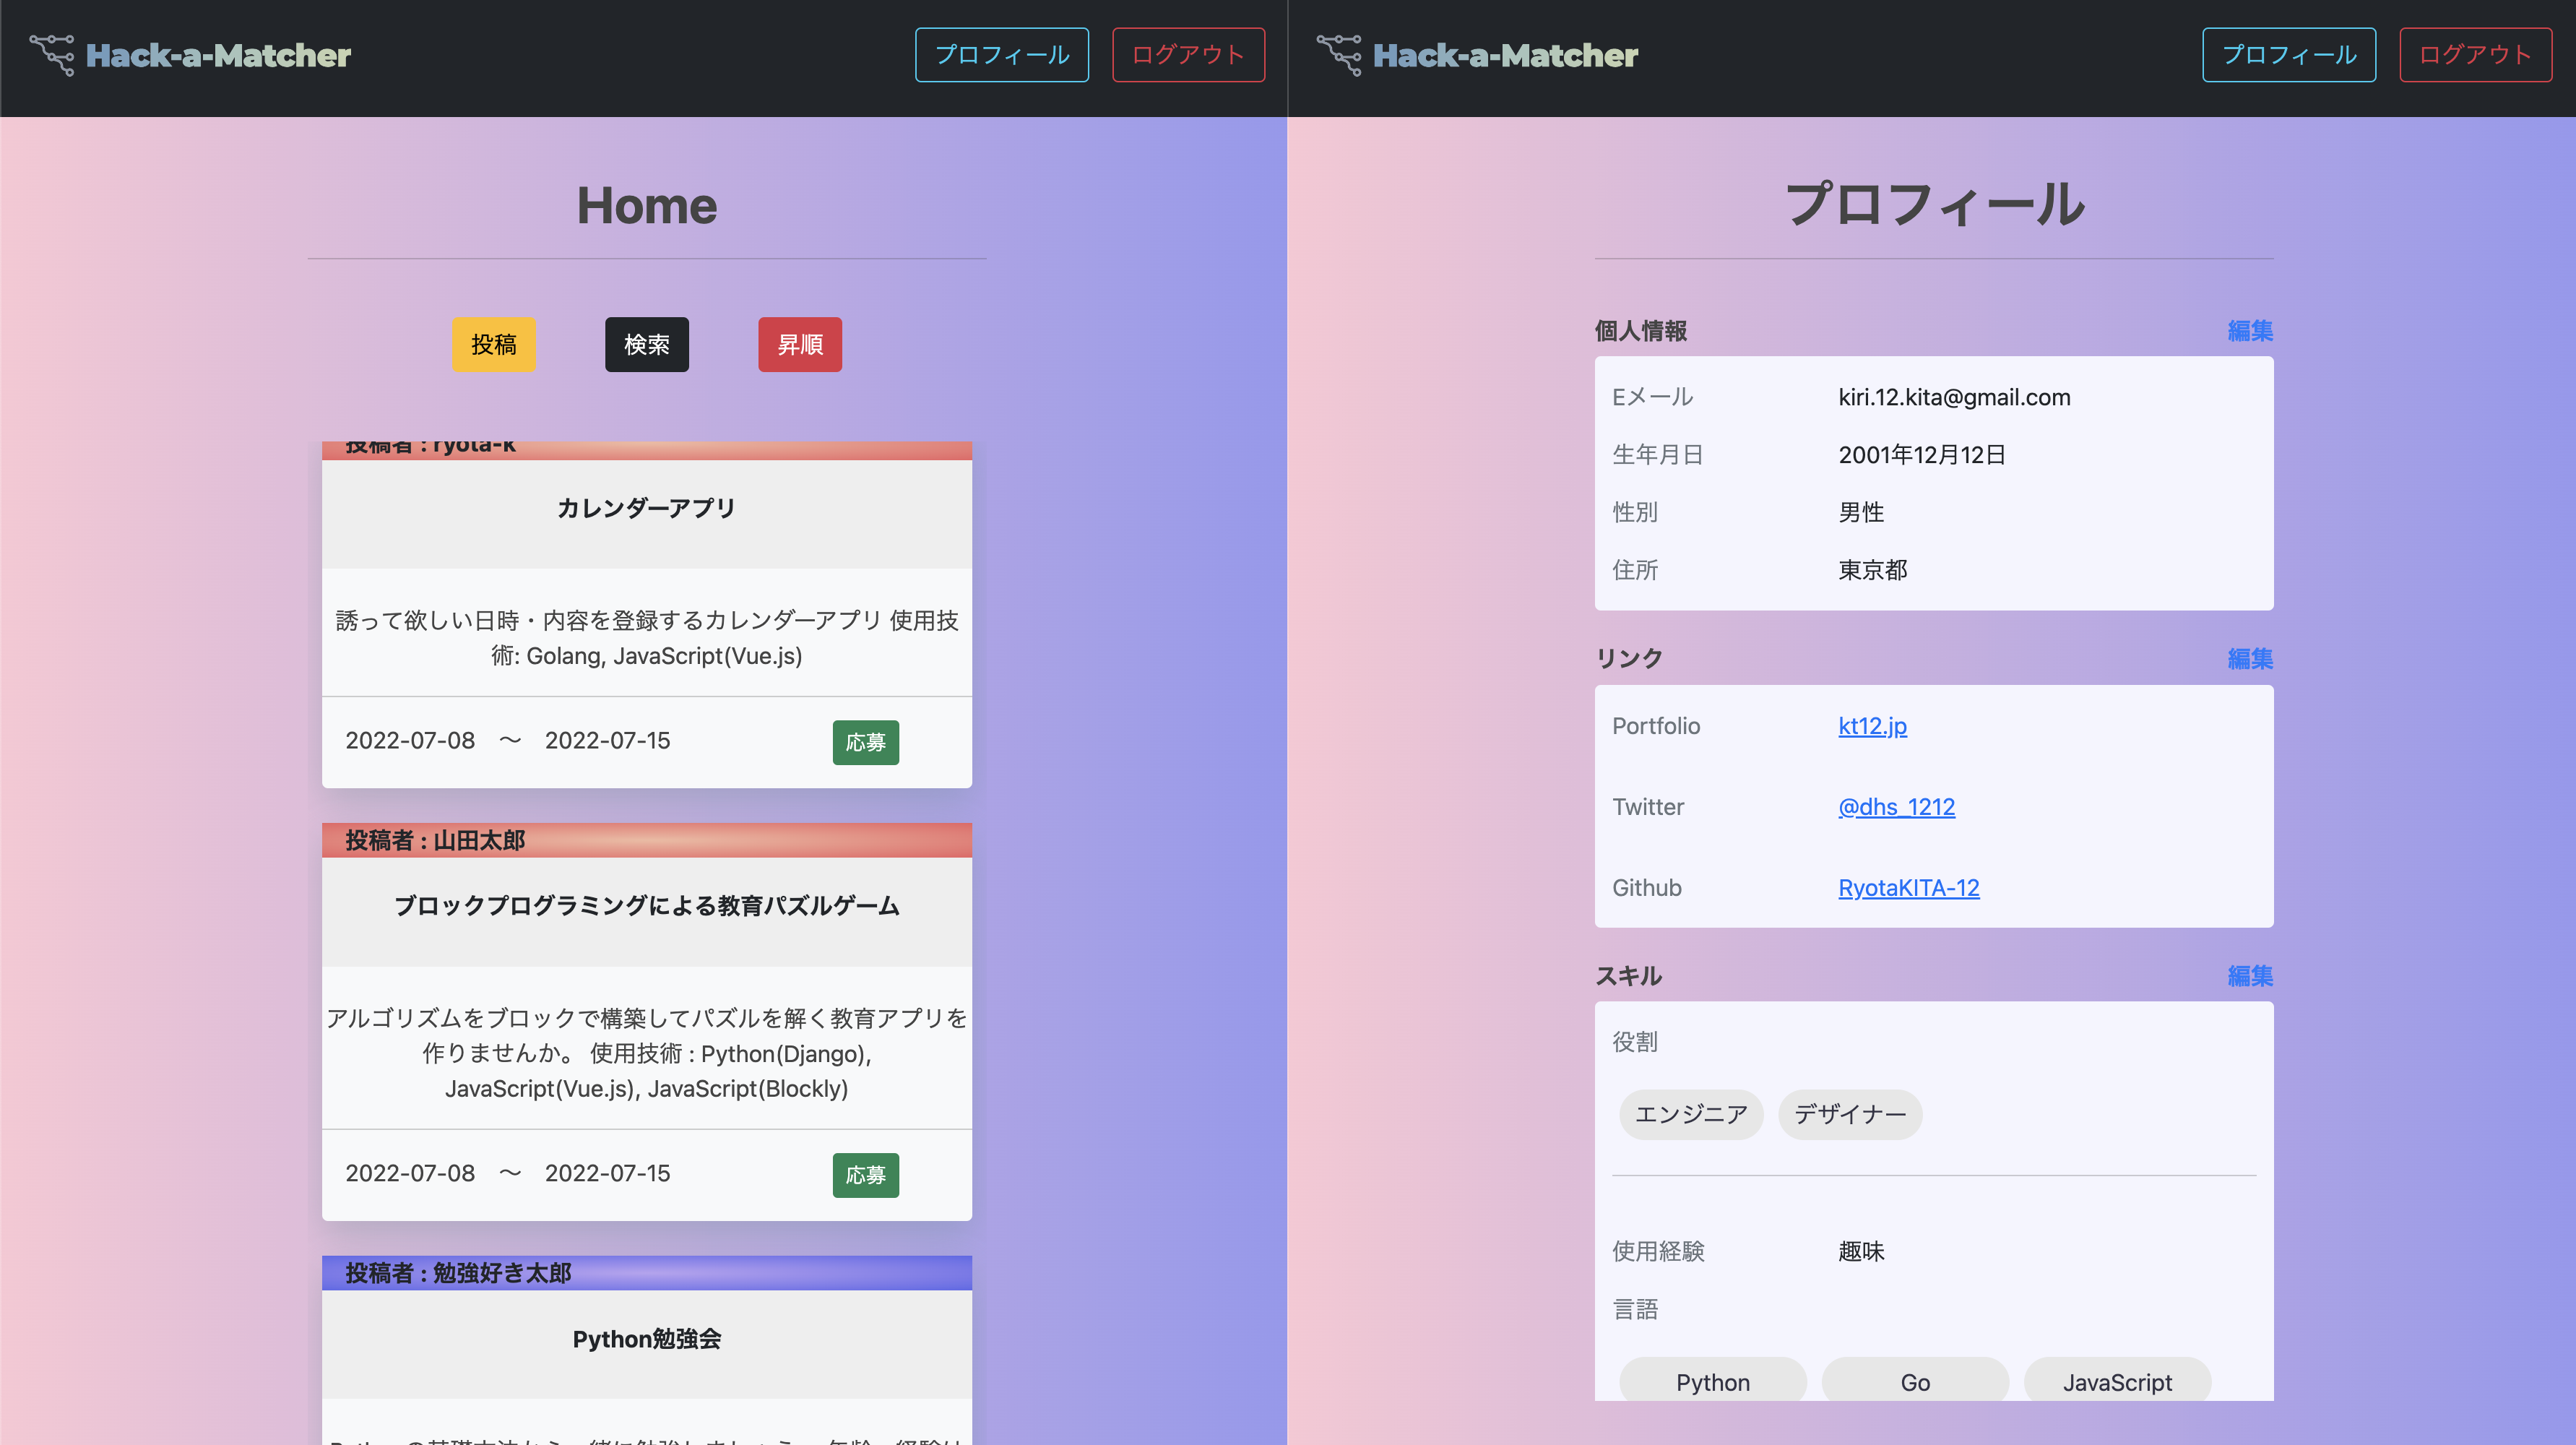 Hack-a-Matcher
プロフィール
ログアウト
Home
投稿
検索
昇順
投稿者 : ryota-k
カレンダーアプリ
誘って欲しい日時・内容を登録するカレンダーアプリ 使用技
術: Golang, JavaScript(Vue.js)
2022-07-08 ～ 2022-07-15
応募
投稿者 : 山田太郎
ブロックプログラミングによる教育パズルゲーム
アルゴリズムをブロックで構築してパズルを解く教育アプリを
作りませんか。 使用技術 : Python(Django),
JavaScript(Vue.js), JavaScript(Blockly)
2022-07-08 ～ 2022-07-15
応募
投稿者 : 勉強好き太郎
Python勉強会
Hack-a-Matcher
プロフィール
ログアウト
プロフィール
個人情報
編集
Eメール kiri.12.kita@gmail.com
生年月日 2001年12月12日
性別 男性
住所 東京都
リンク
編集
Portfolio kt12.jp
Twitter @dhs_1212
Github RyotaKITA-12
スキル
編集
役割
エンジニア デザイナー
使用経験 趣味
言語
Python Go JavaScript